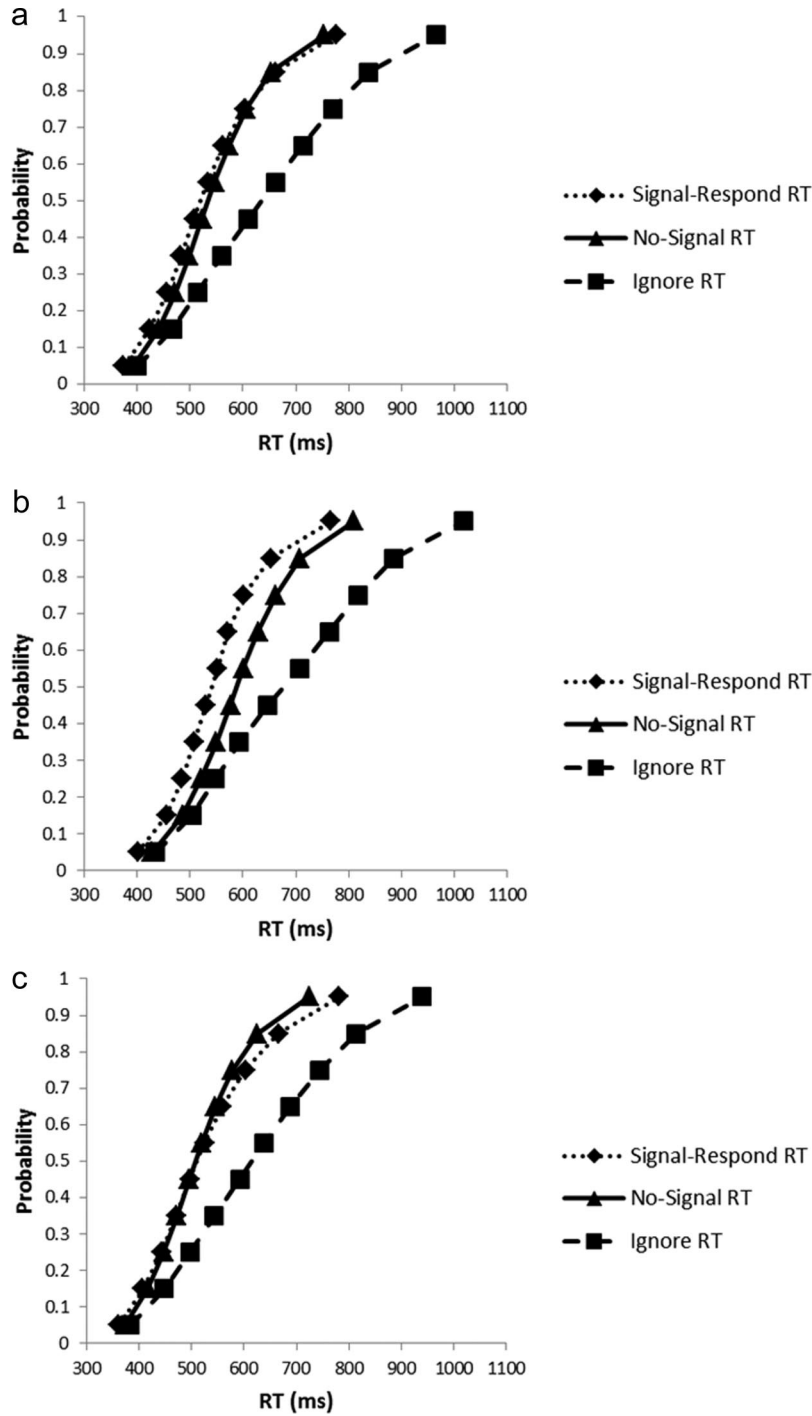 a
1
0.9
0.8
0.7
0.6
0.5
0.4
0.3
0.2
0.1
0
Probability
300 400 500 600 700 800 900 1000 1100
RT (ms)
Signal-Respond RT
No-Signal RT
Ignore RT
b
1
0.9
0.8
0.7
0.6
0.5
0.4
0.3
0.2
0.1
0
Probability
300 400 500 600 700 800 900 1000 1100
RT (ms)
Signal-Respond RT
No-Signal RT
Ignore RT
c
1
0.9
0.8
0.7
0.6
0.5
0.4
0.3
0.2
0.1
0
Probability
300 400 500 600 700 800 900 1000 1100
RT (ms)
Signal-Respond RT
No-Signal RT
Ignore RT